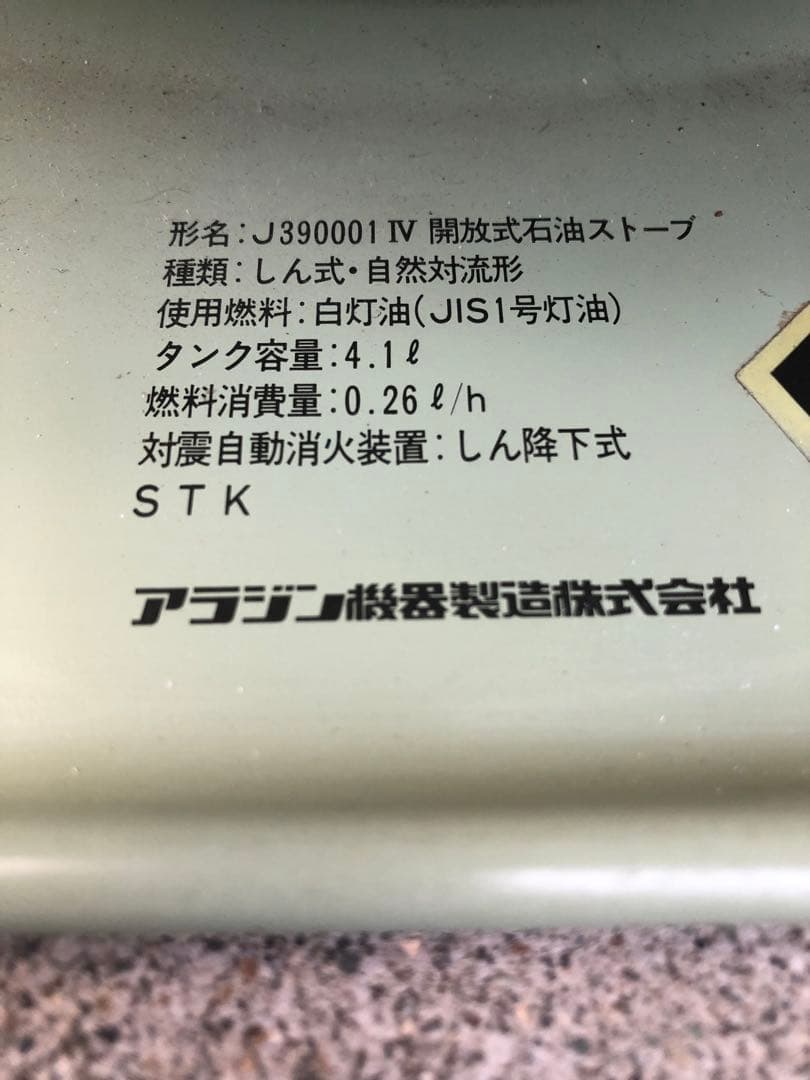 形名:J390001 Ⅳ 開放式石油ストーブ
種類:しん式・自然対流形
使用燃料:白灯油(JIS1号灯油)
タンク容量:4.1ℓ
燃料消費量:0.26ℓ/h
対震自動消火装置:しん降下式
STK
アラジン機器製造株式会社